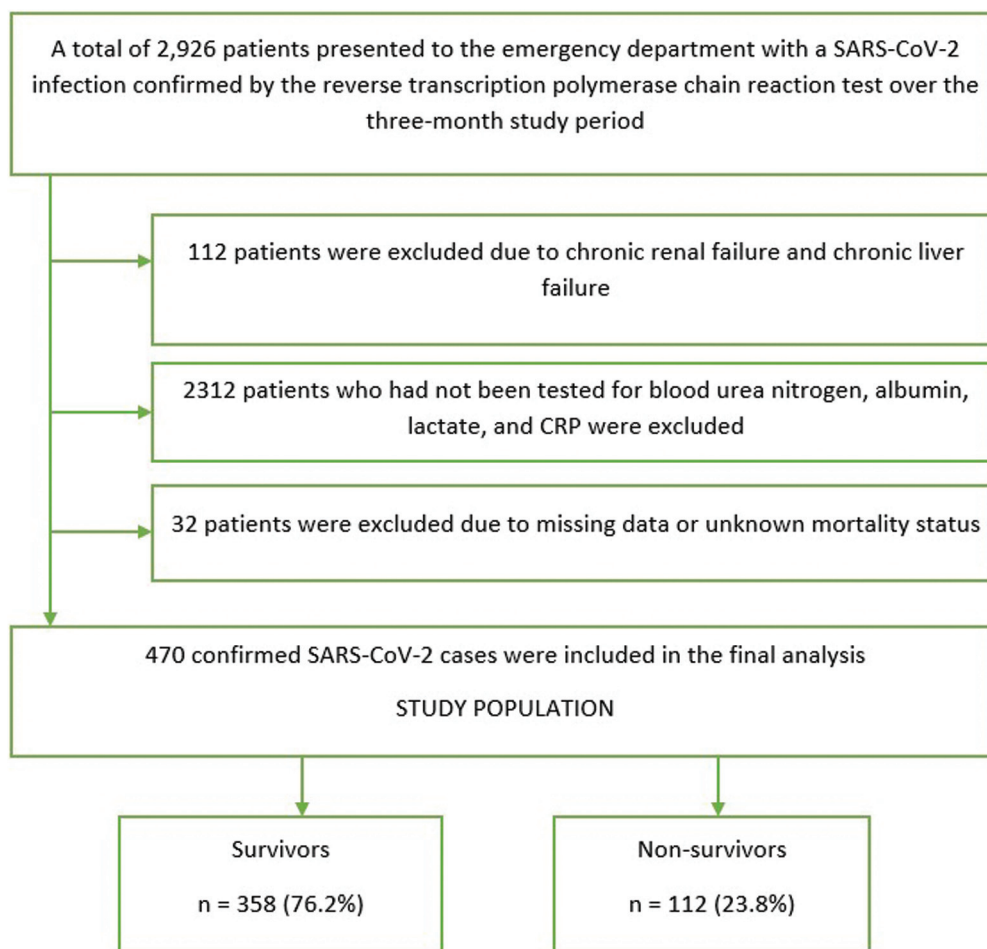 A total of 2,926 patients presented to the emergency department with a SARS-CoV-2
infection confirmed by the reverse transcription polymerase chain reaction test over the
three-month study period
112 patients were excluded due to chronic renal failure and chronic liver
failure
2312 patients who had not been tested for blood urea nitrogen, albumin,
lactate, and CRP were excluded
32 patients were excluded due to missing data or unknown mortality status
470 confirmed SARS-CoV-2 cases were included in the final analysis
STUDY POPULATION
Survivors
n = 358 (76.2%)
Non-survivors
n = 112 (23.8%)